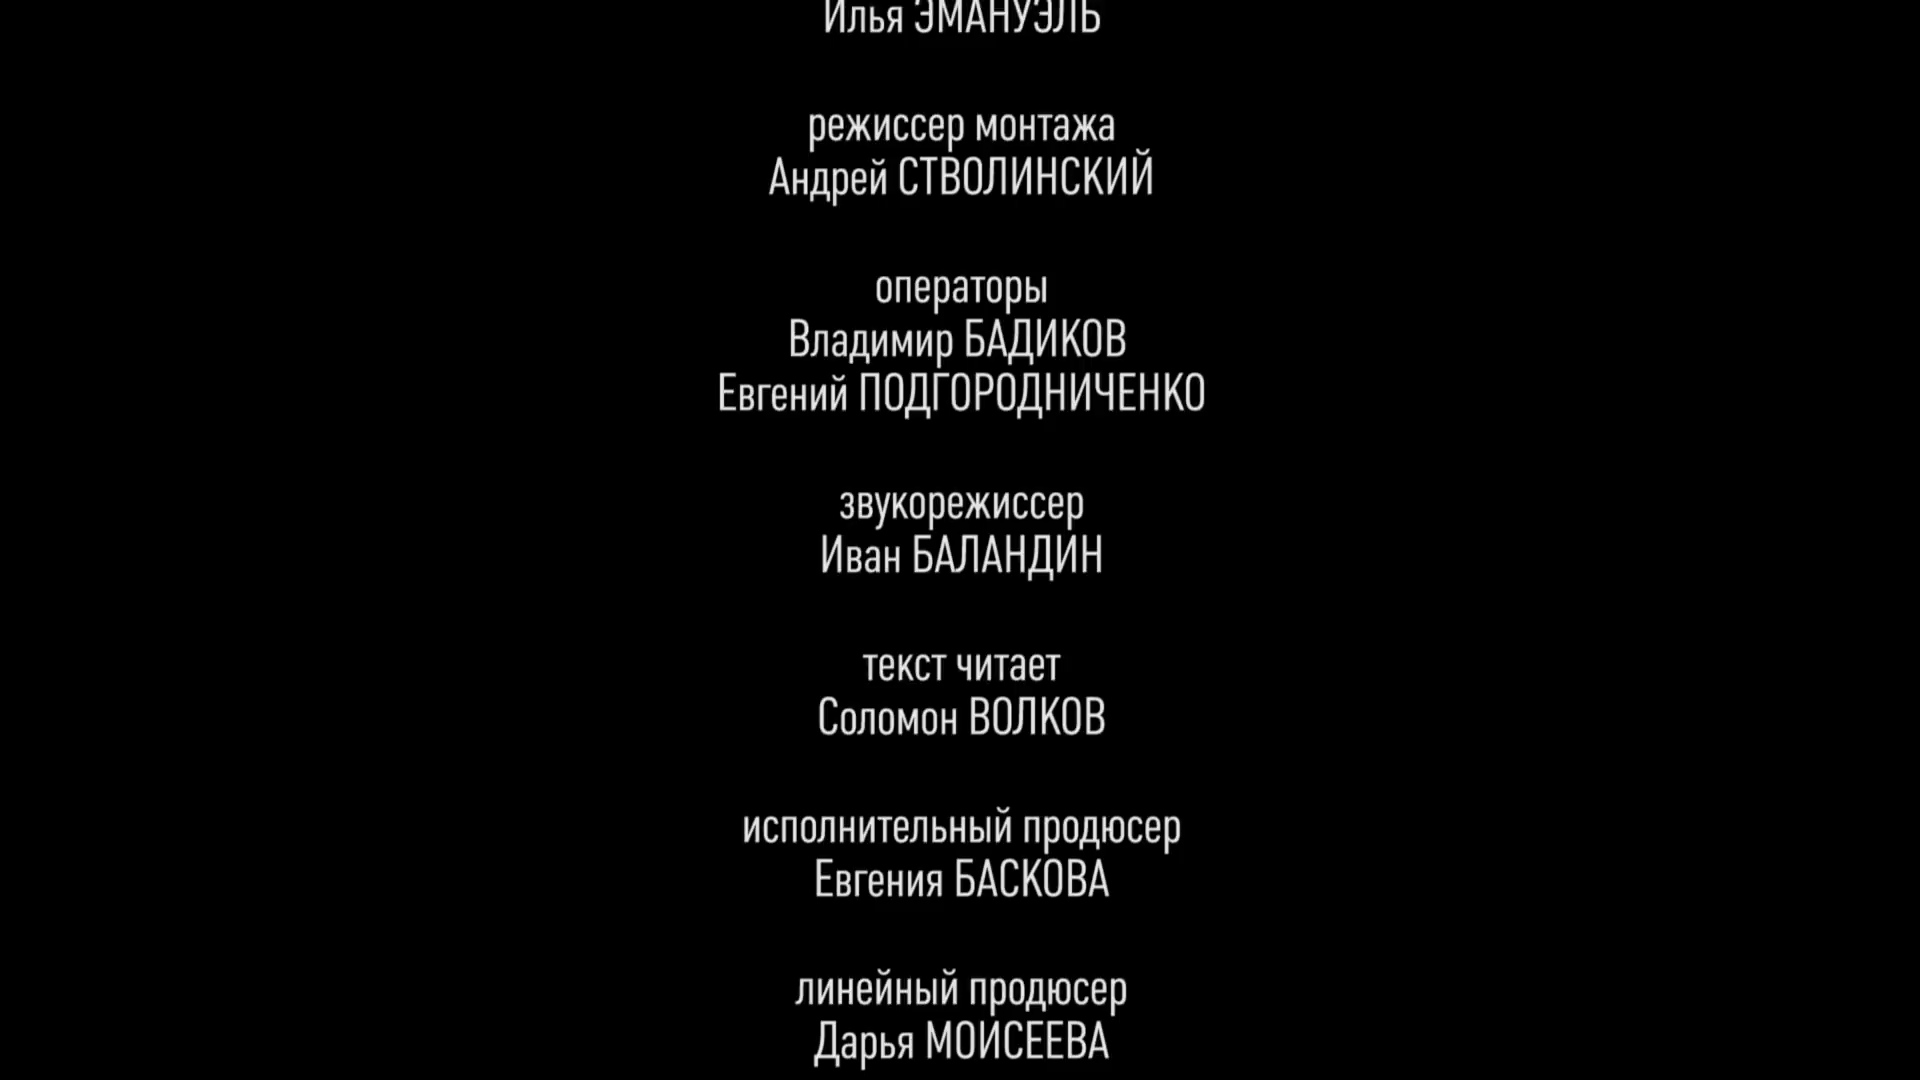 Илья ЭМАНУЭЛЬ
режиссер монтажа
Андрей СТВОЛИНСКИЙ
операторы
Владимир БАДИКОВ
Евгений ПОДГОРОДНИЧЕНКО
звукорежиссер
Иван БАЛАНДИН
текст читает
Соломон ВОЛКОВ
исполнительный продюсер
Евгения БАСКОВА
линейный продюсер
Дарья МОИСЕЕВА